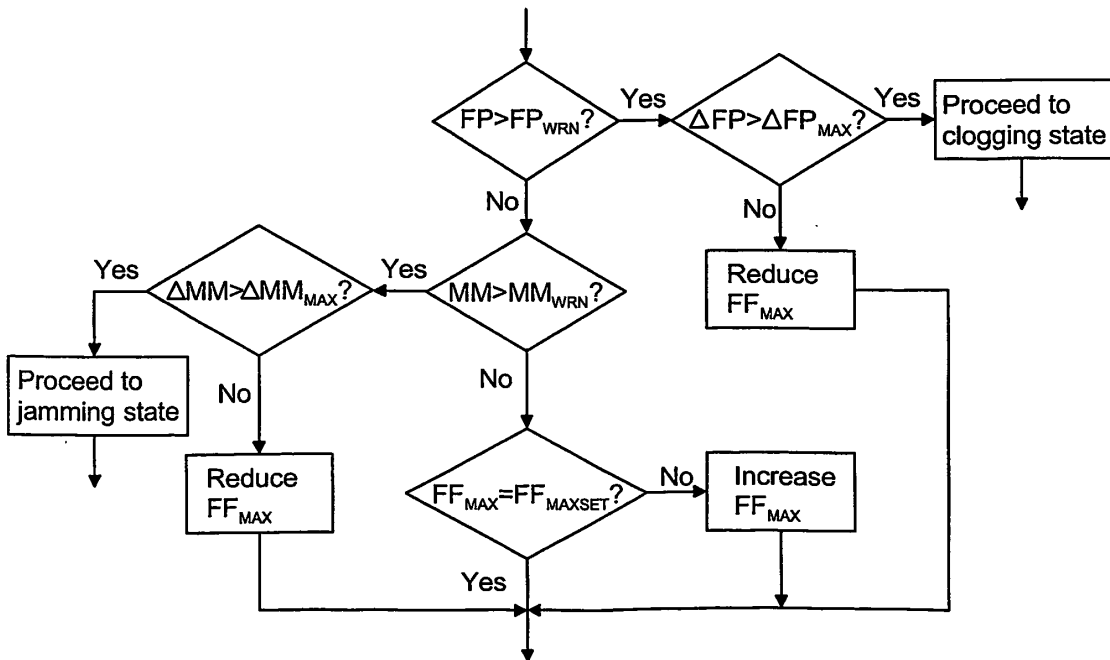 FP>FP_WRN?
Yes
ΔFP>ΔFP_MAX?
Yes
Proceed to
clogging state
No
No
Reduce
FF_MAX
Yes
ΔMM>ΔMM_MAX?
Yes
MM>MM_WRN?
Proceed to
jamming state
No
No
Reduce
FF_MAX
FF_MAX=FF_MAXSET?
No
Increase
FF_MAX
Yes